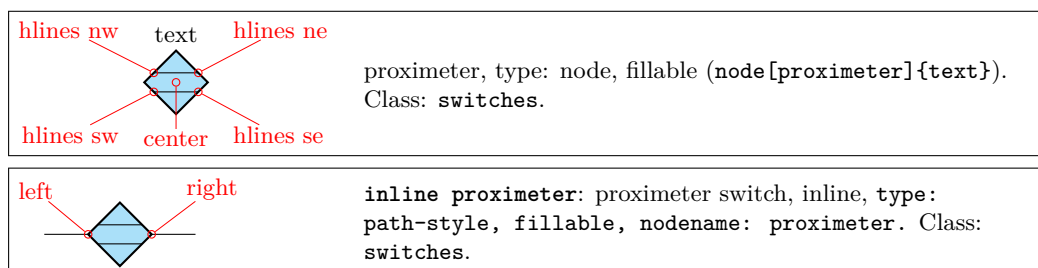 hlines nw
text
hlines ne
hlines sw
center
hlines se
proximeter, type: node, fillable (node[proximeter]{text}).
Class: switches.
left
right
inline proximeter: proximeter switch, inline, type:
path-style, fillable, nodename: proximeter. Class:
switches.